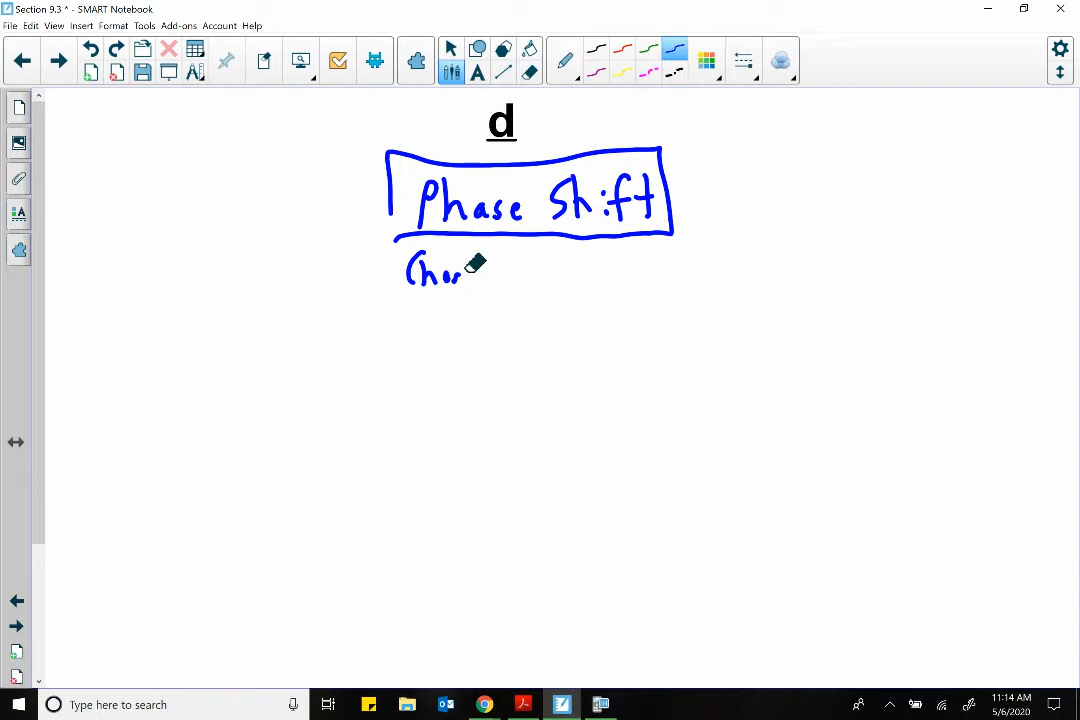 Section 9.3 * - SMART Notebook
File Edit View Insert Format Tools Add-ons Account Help
d
Phase Shift
(hor
Type here to search
11:14 AM
5/6/2020